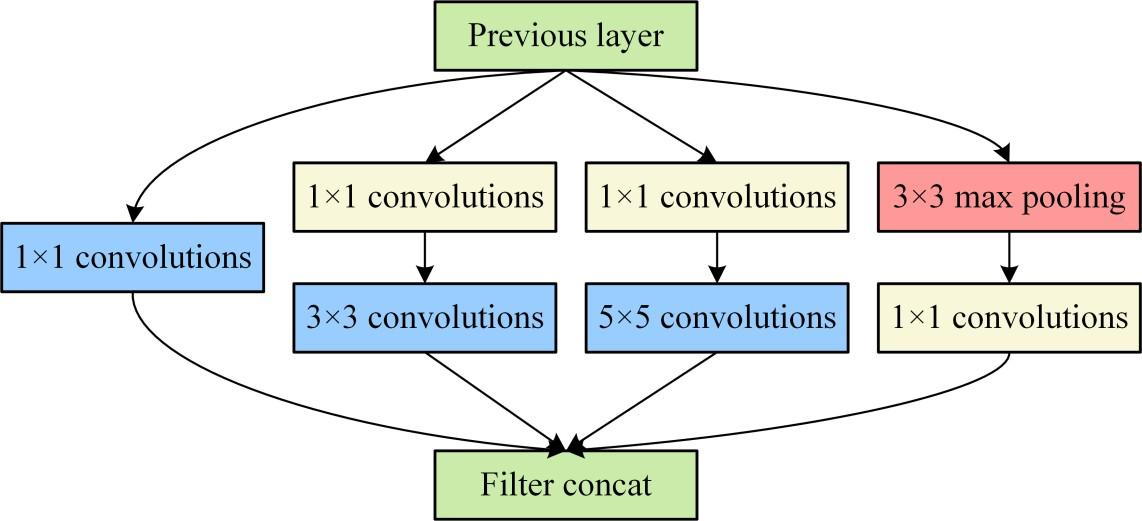 Previous layer
1×1 convolutions
1×1 convolutions
3×3 max pooling
1×1 convolutions
3×3 convolutions
5×5 convolutions
1×1 convolutions
Filter concat